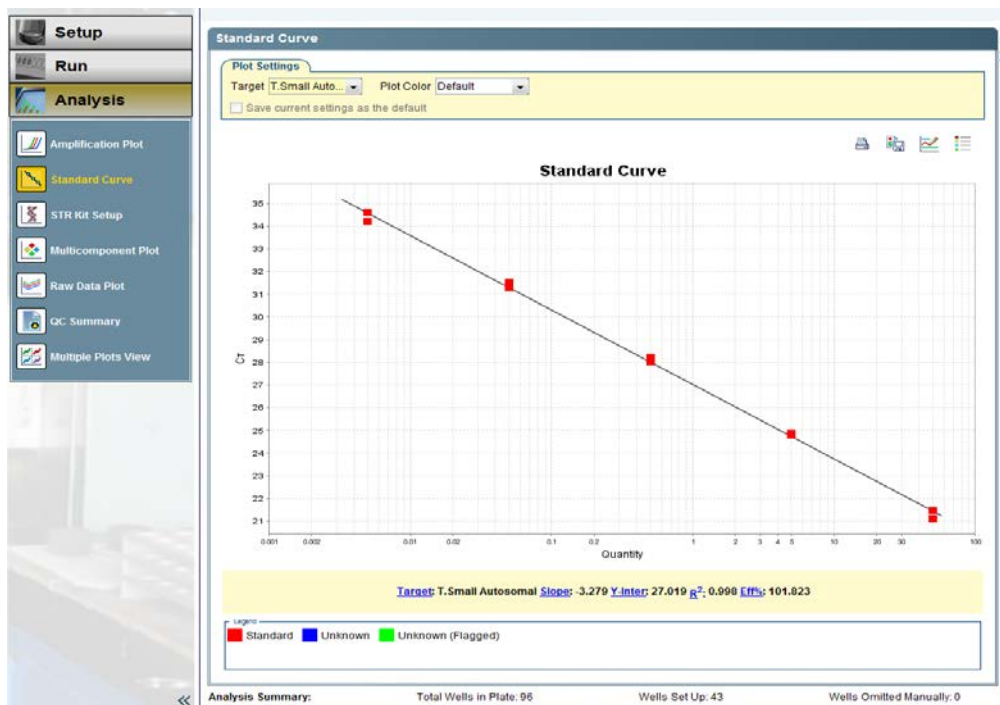 Setup
Run
Analysis
Amplification Plot
Standard Curve
STR Kit Setup
Multicomponent Plot
Raw Data Plot
QC Summary
Multiple Plots View
«
Standard Curve
Plot Settings
Target T.Small Auto... Plot Color Default
Save current settings as the default
Standard Curve
35
34
33
32
31
30
29
28
27
26
25
24
23
22
21
CT
0.001 0.002 0.01 0.02 0.1 0.2 1 2 3 4 5 10 20 30 100
Quantity
Target: T.Small Autosomal Slope: -3.279 Y-Inter: 27.019 R²: 0.998 Eff%: 101.823
Legend
Standard Unknown Unknown (Flagged)
Analysis Summary: Total Wells in Plate: 96 Wells Set Up: 43 Wells Omitted Manually: 0